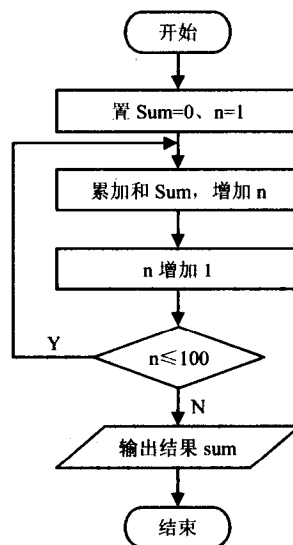 开始
置 Sum=0、n=1
累加和 Sum，增加 n
n 增加 1
Y
n≤100
N
输出结果 sum
结束